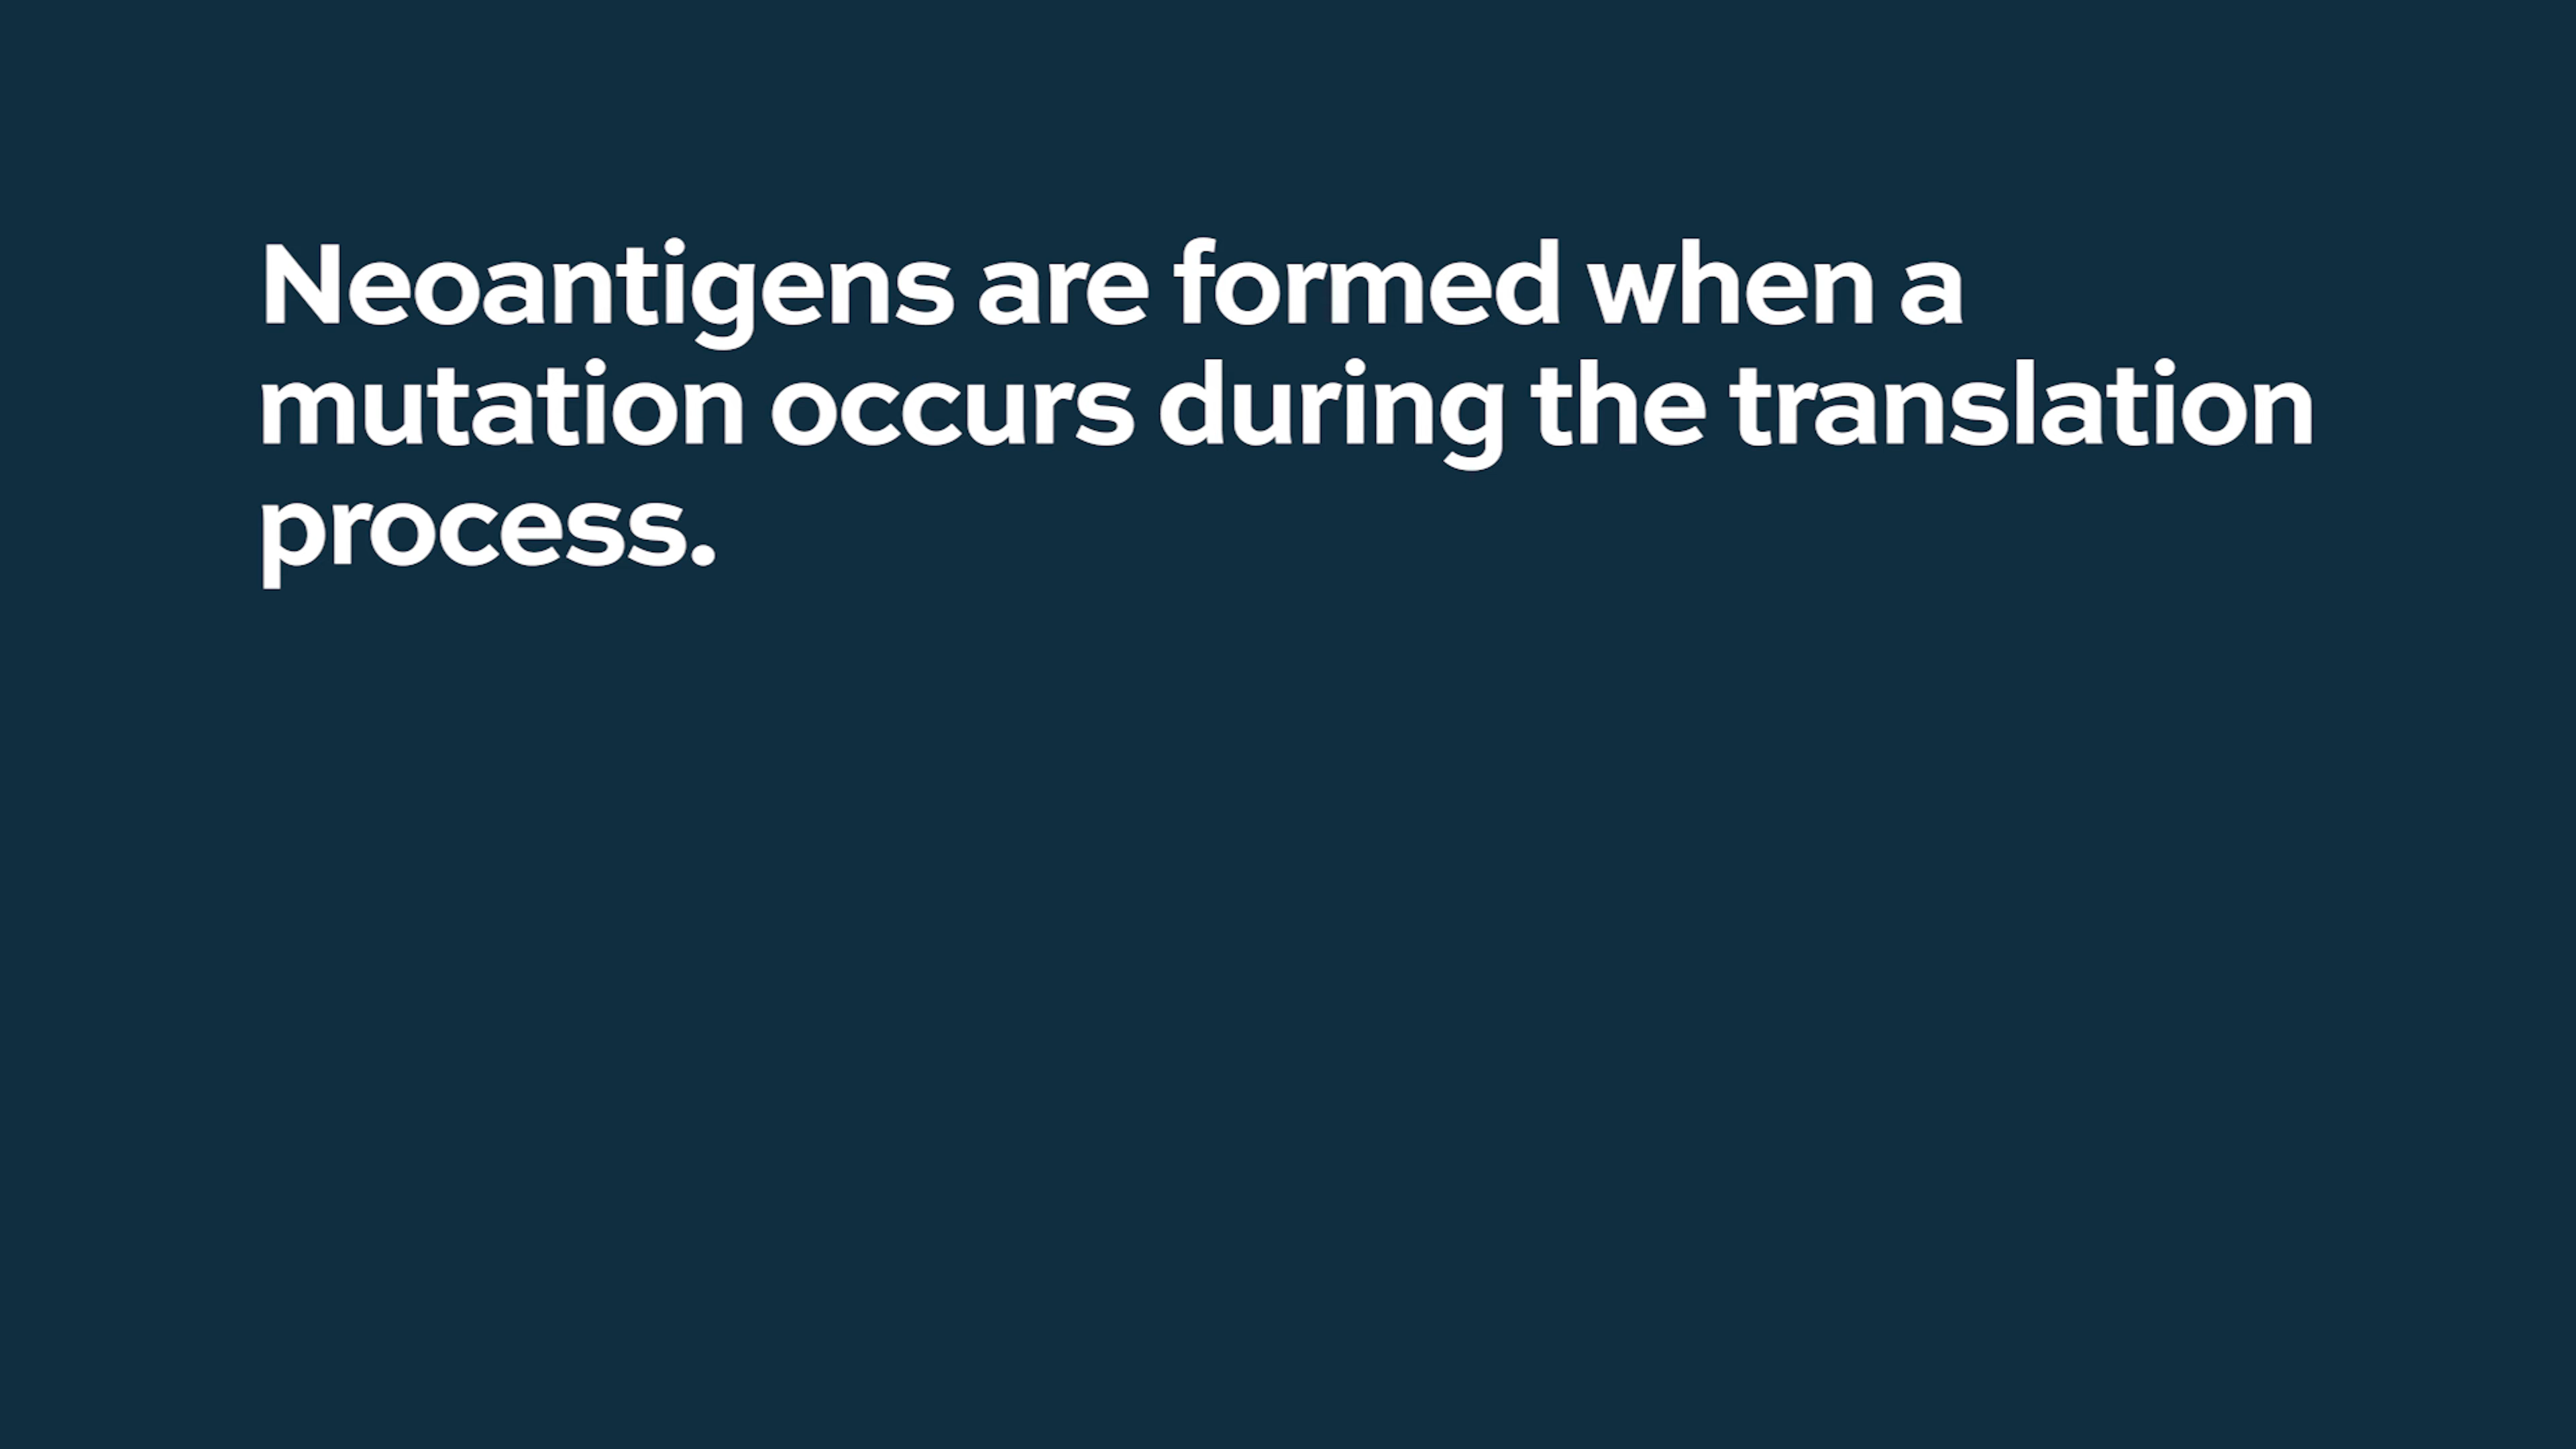 Neoantigens are formed when a
mutation occurs during the translation
process.